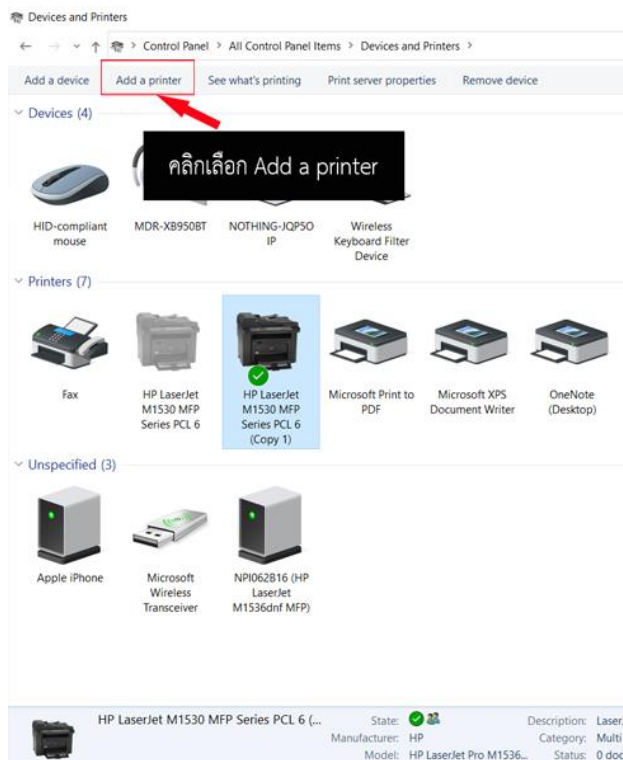 Devices and Printers
Control Panel > All Control Panel Items > Devices and Printers >
Add a device Add a printer See what's printing Print server properties Remove device
Devices (4)
คลิกเลือก Add a printer
HID-compliant
mouse
MDR-XB950BT
NOTHING-JQP5O
IP
Wireless
Keyboard Filter
Device
Printers (7)
Fax
HP LaserJet
M1530 MFP
Series PCL 6
HP LaserJet
M1530 MFP
Series PCL 6
(Copy 1)
Microsoft Print to
PDF
Microsoft XPS
Document Writer
OneNote
(Desktop)
Unspecified (3)
Apple iPhone
Microsoft
Wireless
Transceiver
NPI062B16 (HP
LaserJet
M1536dnf MFP)
HP LaserJet M1530 MFP Series PCL 6 (... State: Description: Laser
Manufacturer: HP Category: Multi
Model: HP LaserJet Pro M1536... Status: 0 doc